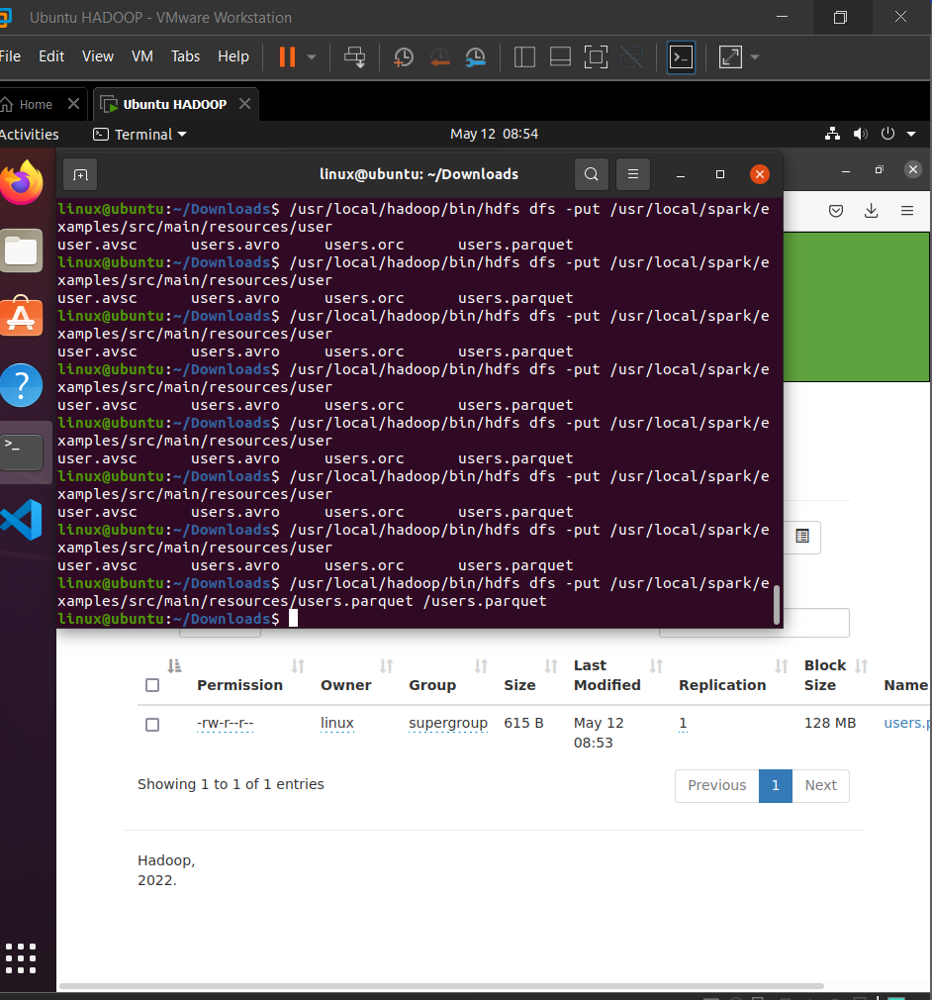 Ubuntu HADOOP - VMware Workstation
File Edit View VM Tabs Help
Home Ubuntu HADOOP
Activities Terminal May 12 08:54
linux@ubuntu: ~/Downloads
linux@ubuntu:~/Downloads$ /usr/local/hadoop/bin/hdfs dfs -put /usr/local/spark/e
xamples/src/main/resources/user
user.avsc users.avro users.orc users.parquet
linux@ubuntu:~/Downloads$ /usr/local/hadoop/bin/hdfs dfs -put /usr/local/spark/e
xamples/src/main/resources/user
user.avsc users.avro users.orc users.parquet
linux@ubuntu:~/Downloads$ /usr/local/hadoop/bin/hdfs dfs -put /usr/local/spark/e
xamples/src/main/resources/user
user.avsc users.avro users.orc users.parquet
linux@ubuntu:~/Downloads$ /usr/local/hadoop/bin/hdfs dfs -put /usr/local/spark/e
xamples/src/main/resources/user
user.avsc users.avro users.orc users.parquet
linux@ubuntu:~/Downloads$ /usr/local/hadoop/bin/hdfs dfs -put /usr/local/spark/e
xamples/src/main/resources/user
user.avsc users.avro users.orc users.parquet
linux@ubuntu:~/Downloads$ /usr/local/hadoop/bin/hdfs dfs -put /usr/local/spark/e
xamples/src/main/resources/user
user.avsc users.avro users.orc users.parquet
linux@ubuntu:~/Downloads$ /usr/local/hadoop/bin/hdfs dfs -put /usr/local/spark/e
xamples/src/main/resources/user
user.avsc users.avro users.orc users.parquet
linux@ubuntu:~/Downloads$ /usr/local/hadoop/bin/hdfs dfs -put /usr/local/spark/e
xamples/src/main/resources/users.parquet /users.parquet
linux@ubuntu:~/Downloads$
Permission Owner Group Size Last Modified Replication Block Size Name
-rw-r--r-- linux supergroup 615 B May 12 08:53 1 128 MB users.p
Showing 1 to 1 of 1 entries Previous 1 Next
Hadoop,
2022.